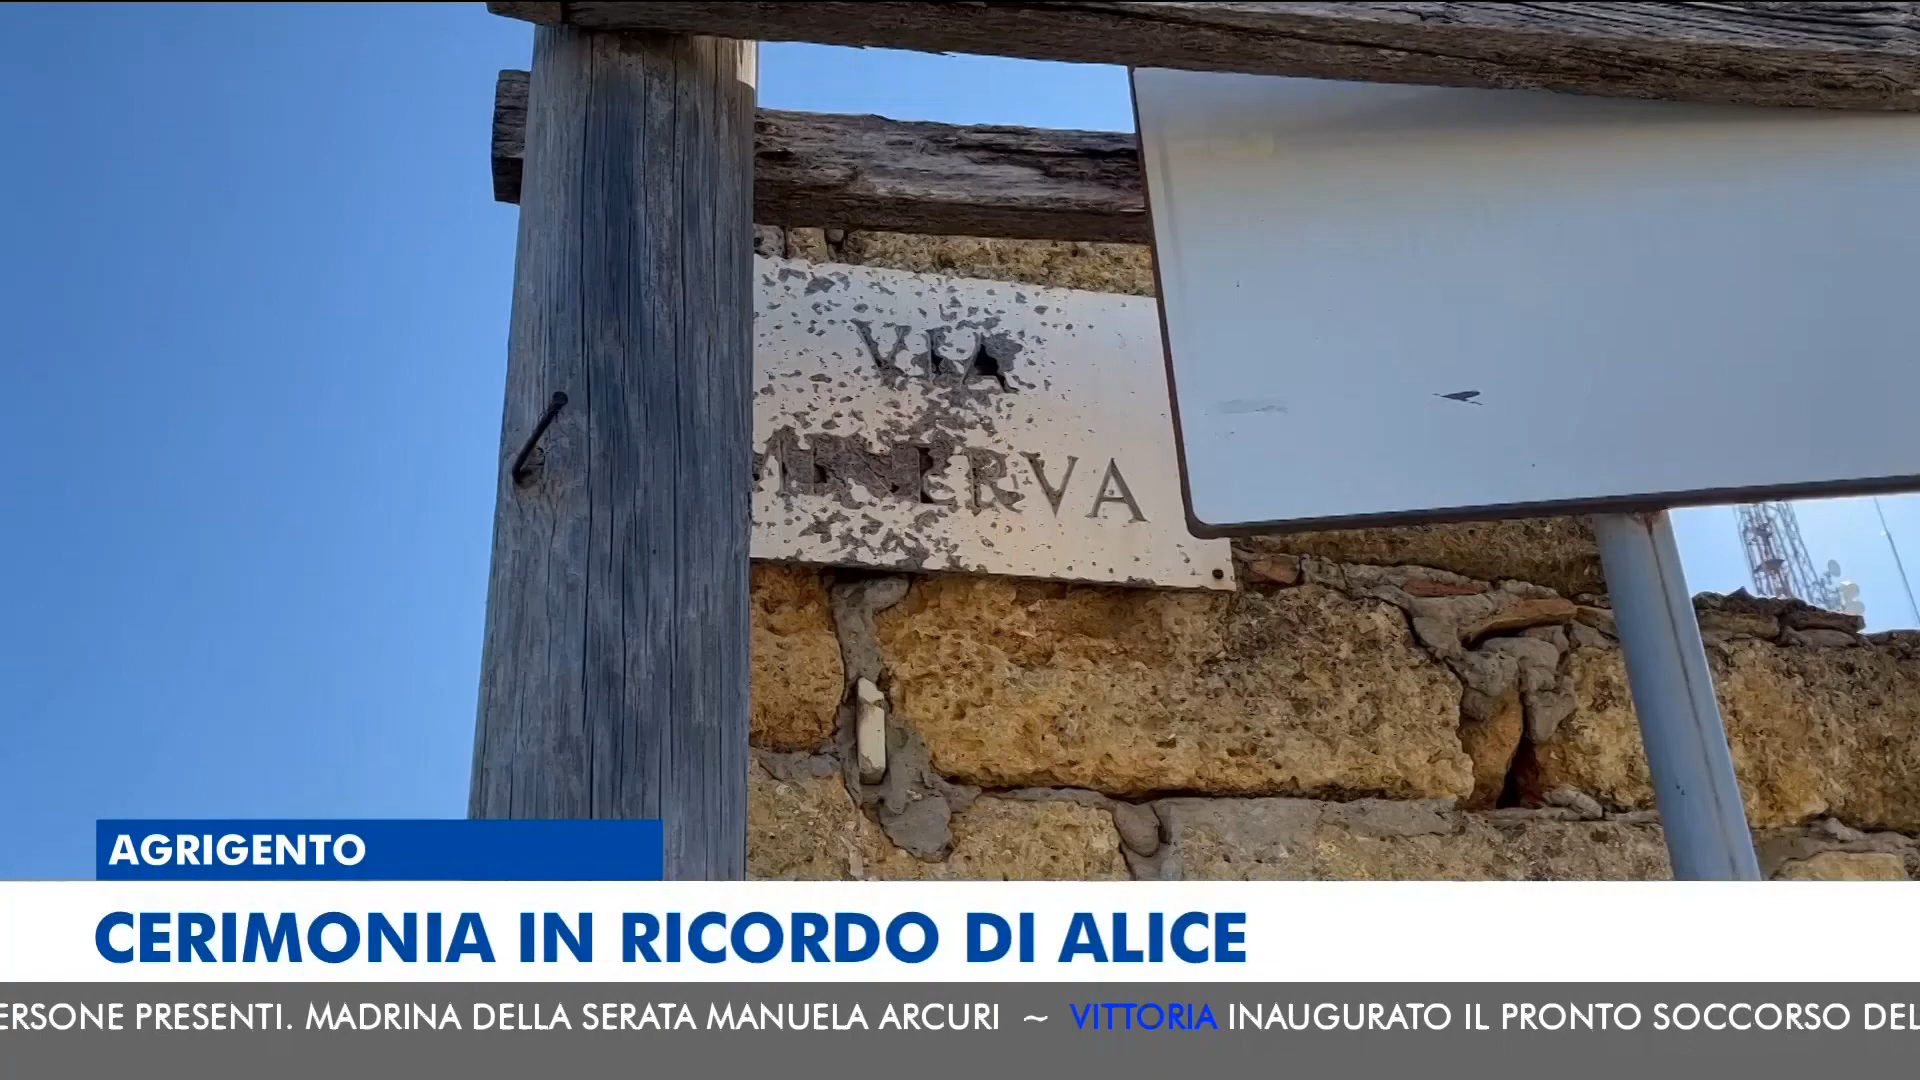 VIA
MINERVA
AGRIGENTO
CERIMONIA IN RICORDO DI ALICE
ERSONE PRESENTI. MADRINA DELLA SERATA MANUELA ARCURI ~ VITTORIA INAUGURATO IL PRONTO SOCCORSO DEL